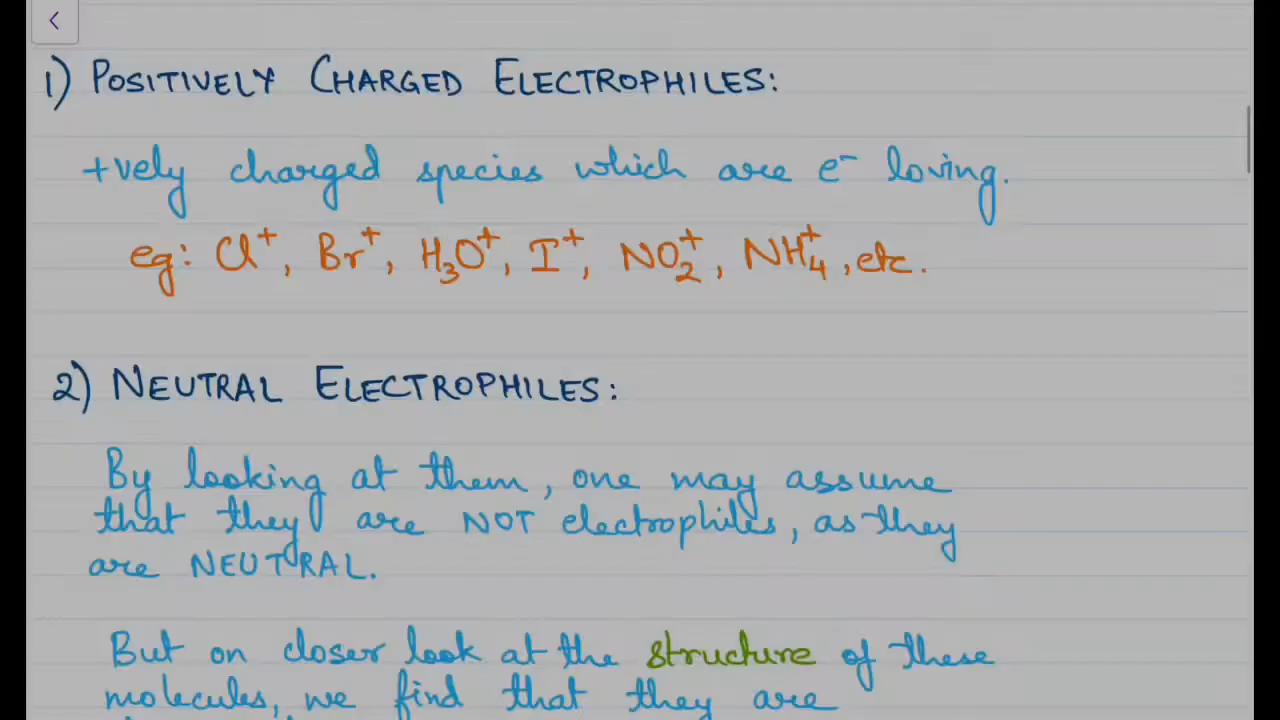 1) POSITIVELY CHARGED ELECTROPHILES:
+vely charged species which are e⁻ loving.
eg: Cl⁺, Br⁺, H₃O⁺, I⁺, NO₂⁺, NH₄⁺, etc.
2) NEUTRAL ELECTROPHILES:
By looking at them, one may assume
that they are NOT electrophiles, as they
are NEUTRAL.
But on closer look at the structure of these
molecules, we find that they are